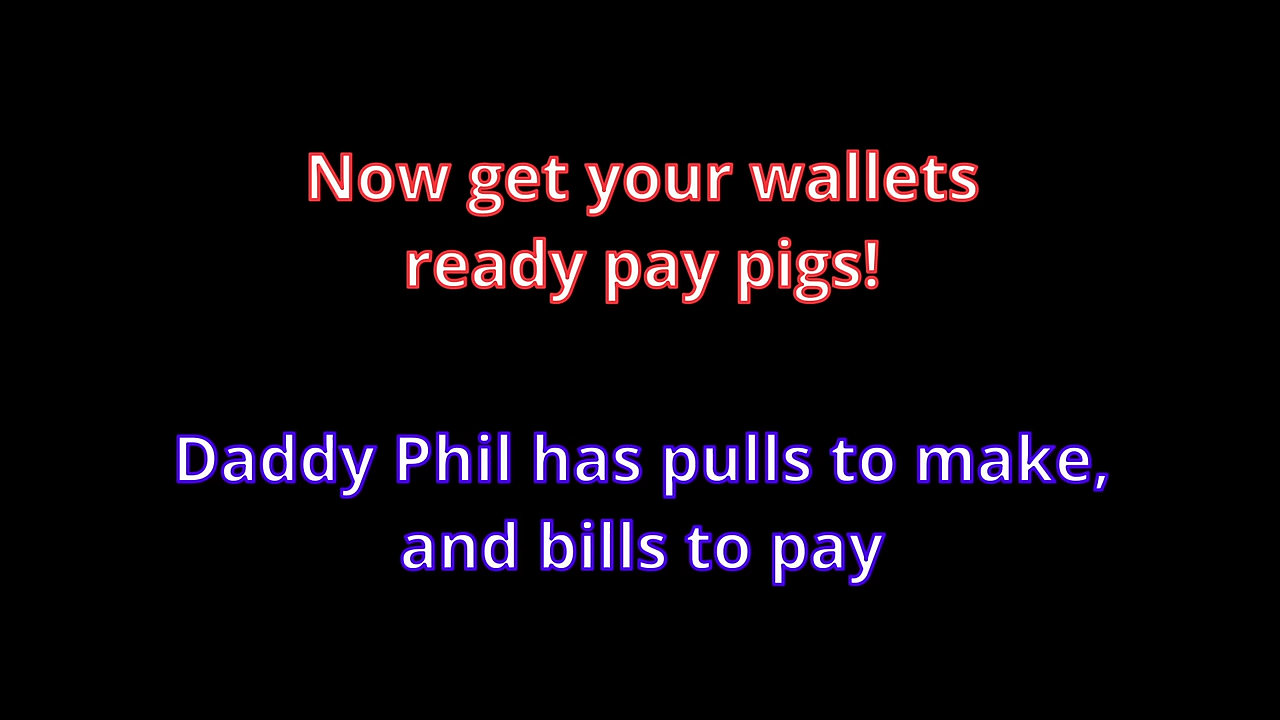 Now get your wallets
ready pay pigs!
Daddy Phil has pulls to make,
and bills to pay